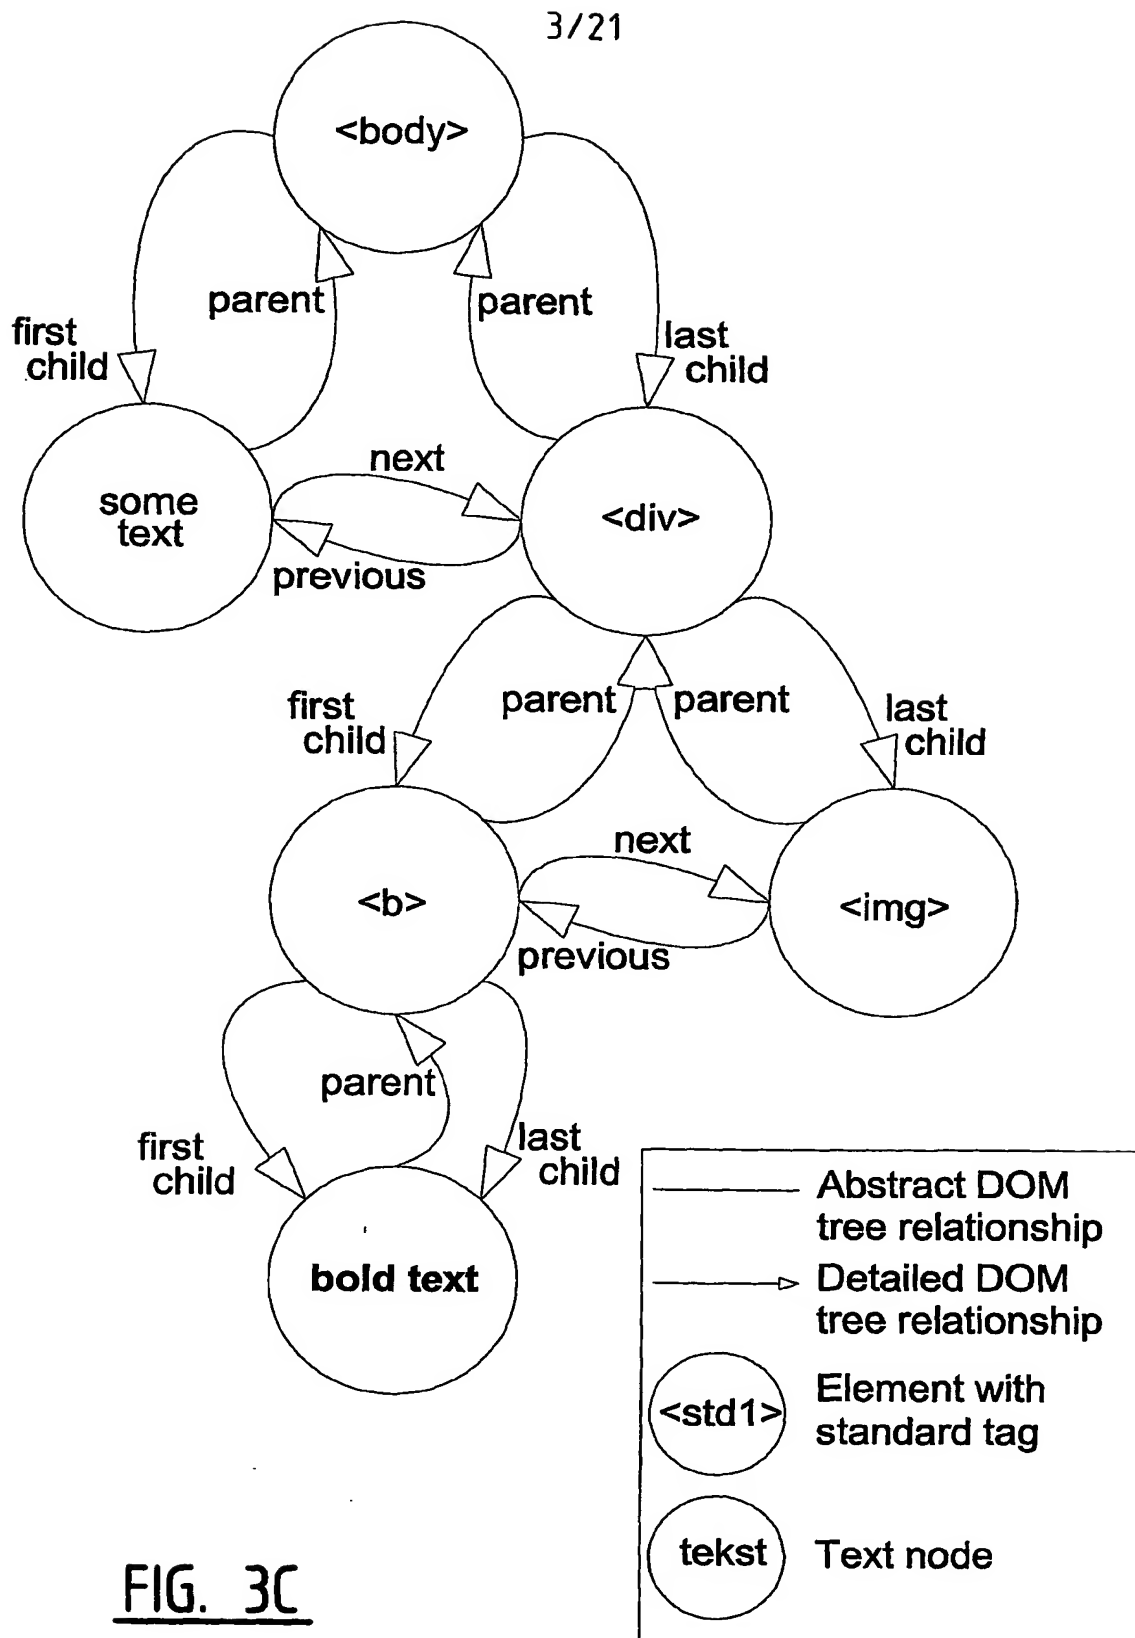 3/21
<body>
parent
parent
first
child
last
child
next
some
text
<div>
previous
first
child
parent
parent
last
child
next
<b>
<img>
previous
parent
first
child
last
child
bold text
Abstract DOM
tree relationship
Detailed DOM
tree relationship
<std1>
Element with
standard tag
tekst
Text node
FIG. 3C